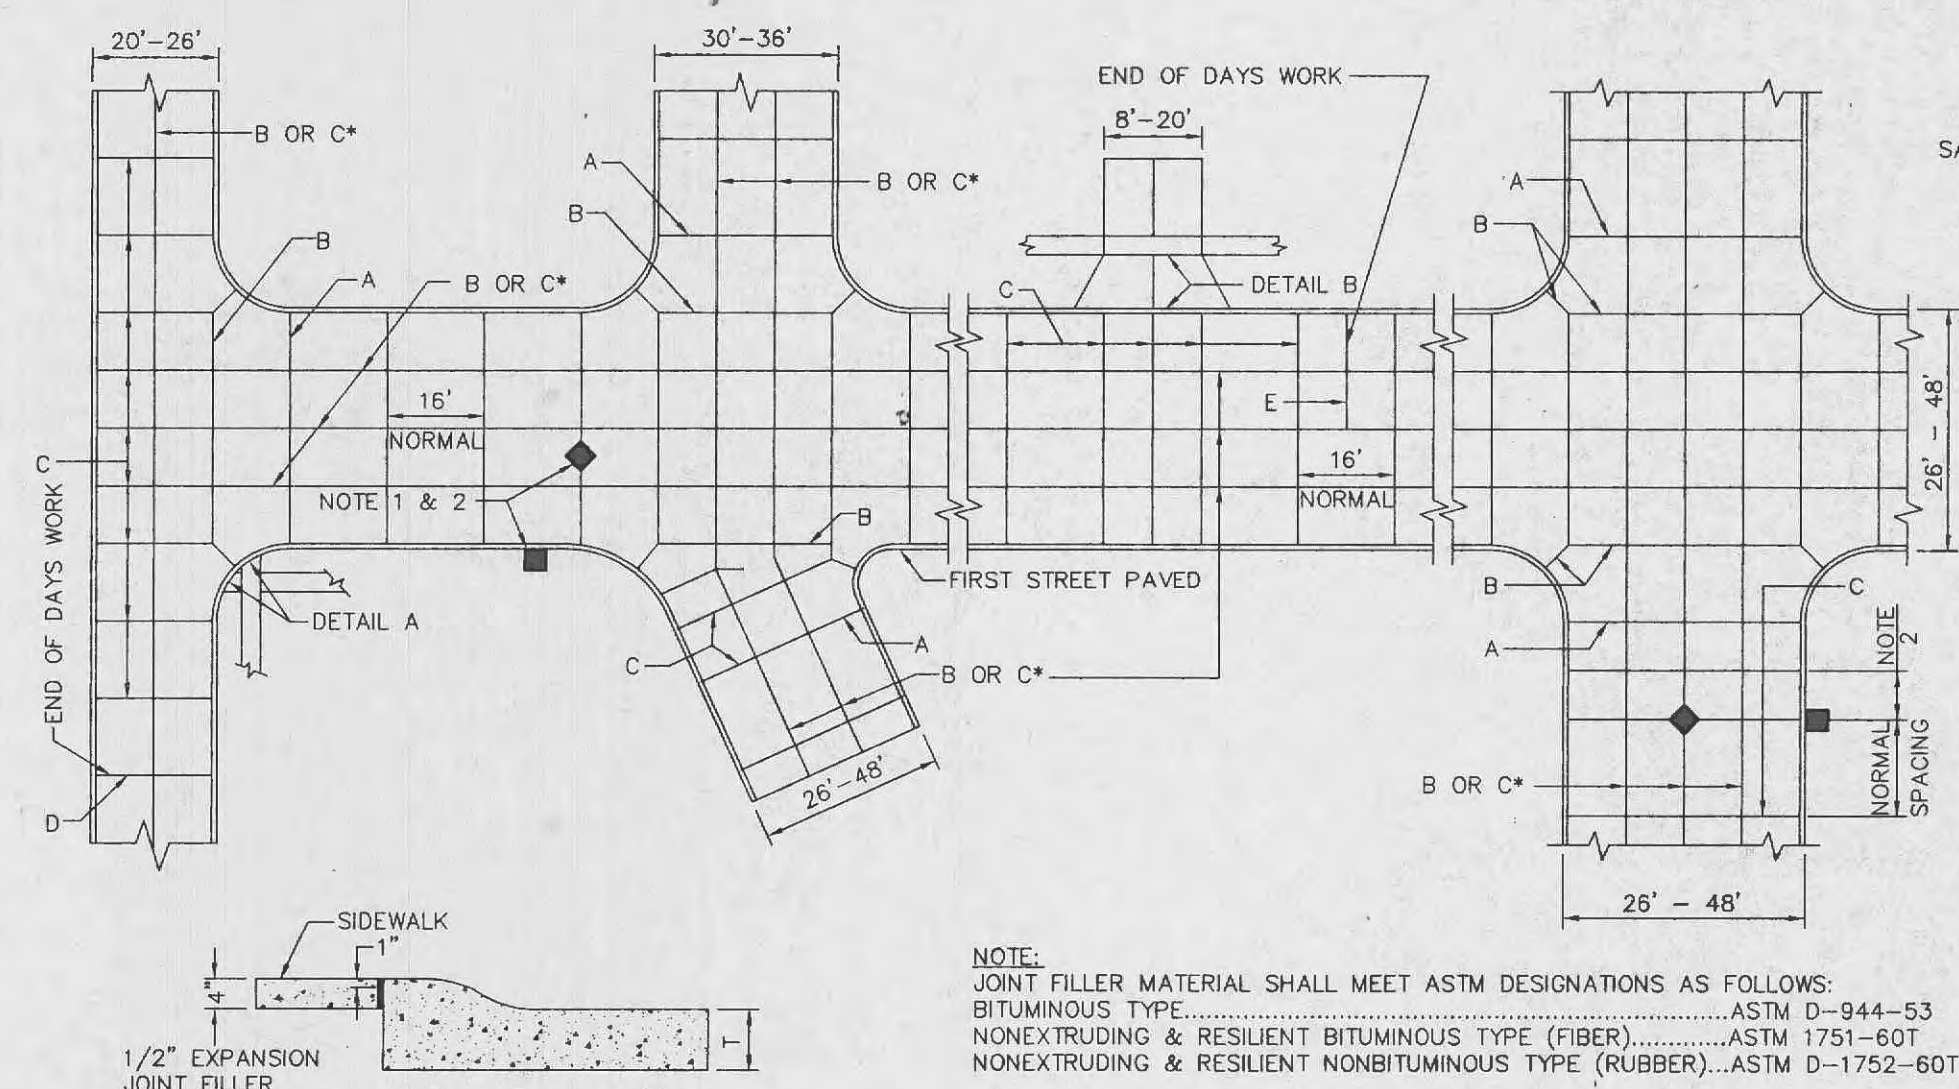 20'-26'
30'-36'
END OF DAYS WORK
8'-20'
B OR C*
A
B OR C*
A
B
B
B
A
B OR C*
C
DETAIL B
16'
NORMAL
E
26' - 48'
C
NOTE 1 & 2
16'
NORMAL
B
FIRST STREET PAVED
B
C
END OF DAYS WORK
DETAIL A
A
C
B OR C*
A
NOTE
2
NORMAL
SPACING
D
26'-48'
B OR C*
26' - 48'
SIDEWALK
1"
4"
T
1/2" EXPANSION
JOINT FILLER
NOTE:
JOINT FILLER MATERIAL SHALL MEET ASTM DESIGNATIONS AS FOLLOWS:
BITUMINOUS TYPE..........ASTM D-944-53
NONEXTRUDING & RESILIENT BITUMINOUS TYPE (FIBER)..........ASTM 1751-60T
NONEXTRUDING & RESILIENT NONBITUMINOUS TYPE (RUBBER)...ASTM D-1752-60T